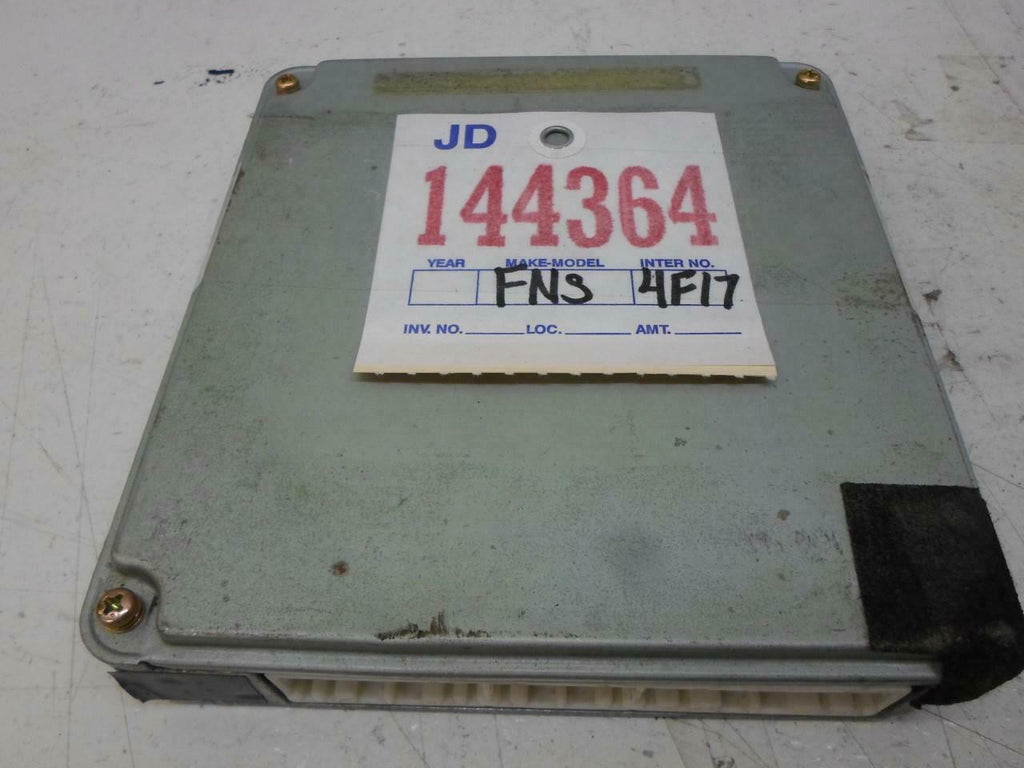 JD
144364
YEAR MAKE-MODEL INTER NO.
FNS 4F17
INV. NO. LOC. AMT.